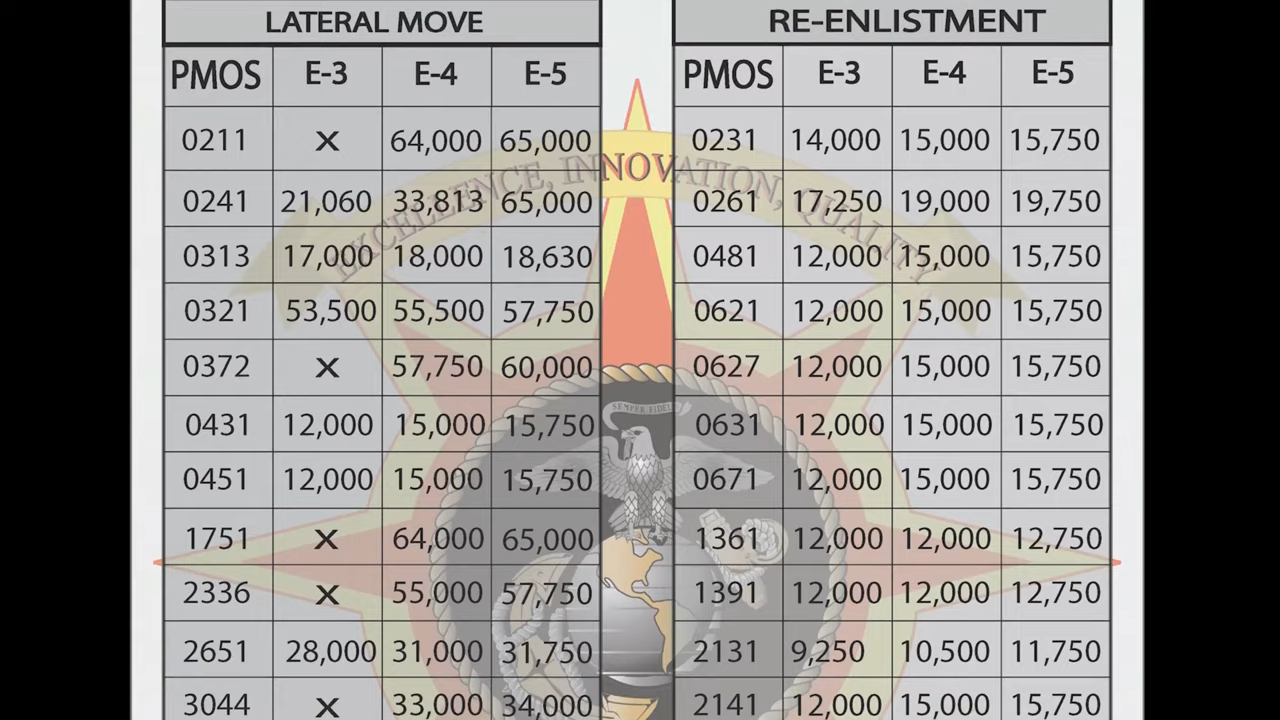 LATERAL MOVE
PMOS E-3 E-4 E-5
0211 X 64,000 65,000
0241 21,060 33,813 65,000
0313 17,000 18,000 18,630
0321 53,500 55,500 57,750
0372 X 57,750 60,000
0431 12,000 15,000 15,750
0451 12,000 15,000 15,750
1751 X 64,000 65,000
2336 X 55,000 57,750
2651 28,000 31,000 31,750
3044 X 33,000 34,000
RE-ENLISTMENT
PMOS E-3 E-4 E-5
0231 14,000 15,000 15,750
0261 17,250 19,000 19,750
0481 12,000 15,000 15,750
0621 12,000 15,000 15,750
0627 12,000 15,000 15,750
0631 12,000 15,000 15,750
0671 12,000 15,000 15,750
1361 12,000 12,000 12,750
1391 12,000 12,000 12,750
2131 9,250 10,500 11,750
2141 12,000 15,000 15,750
EXCELLENCE, INNOVATION, QUALITY
SEMPER FIDELIS